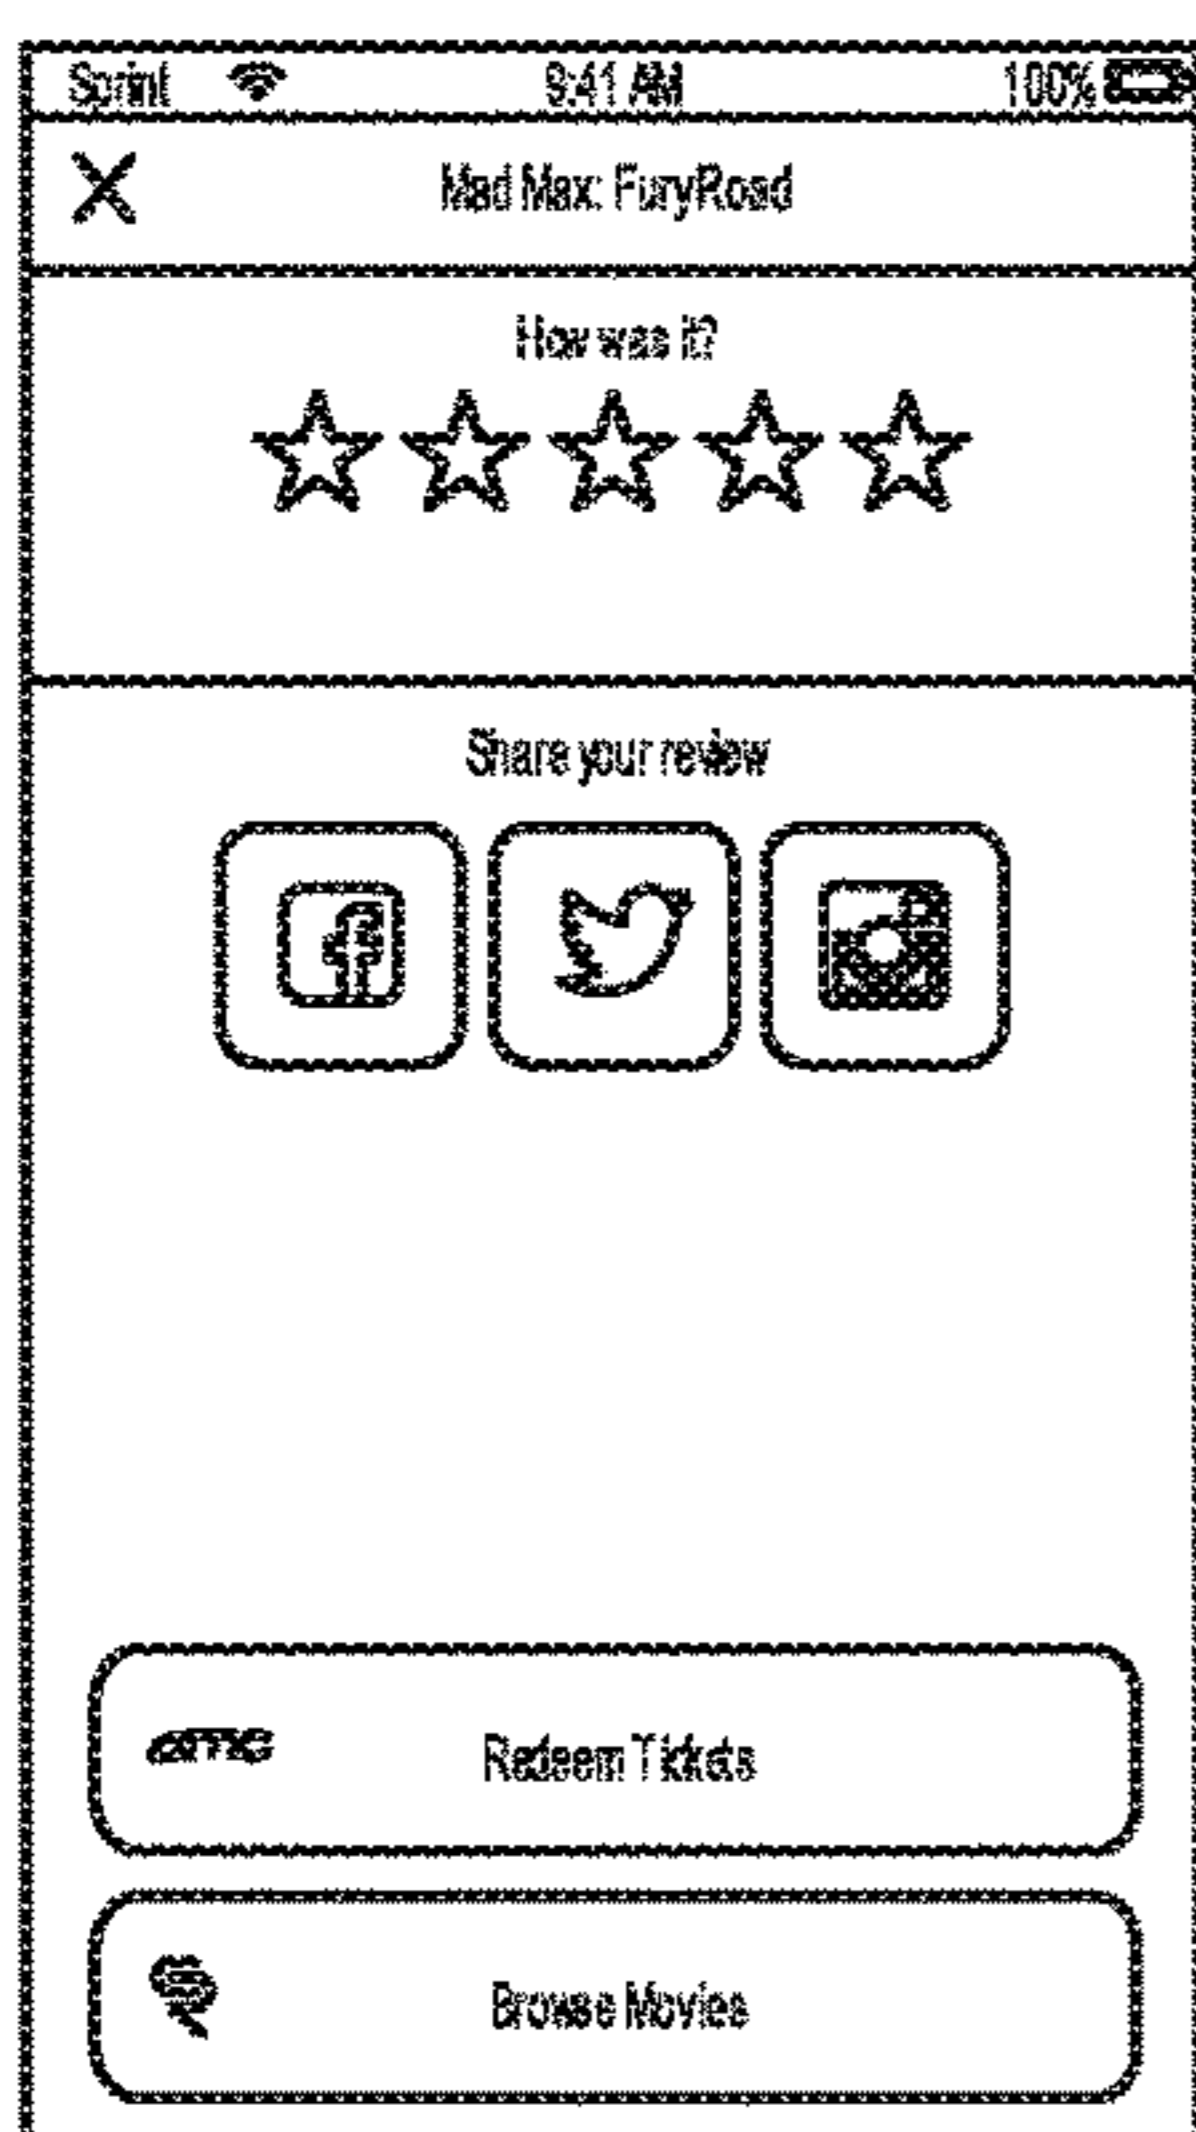 Sprint 9:41 AM 100%
Mad Max: FuryRoad
How was it?
Share your review
f
amc Redeem Tickets
Browse Movies